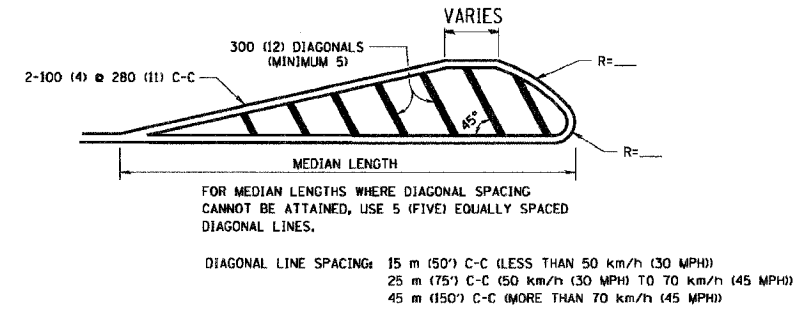 VARIES
300 (12) DIAGONALS
(MINIMUM 5)
R=___
2-100 (4) @ 280 (11) C-C
45°
R=___
MEDIAN LENGTH
FOR MEDIAN LENGTHS WHERE DIAGONAL SPACING
CANNOT BE ATTAINED, USE 5 (FIVE) EQUALLY SPACED
DIAGONAL LINES.
DIAGONAL LINE SPACING: 15 m (50') C-C (LESS THAN 50 km/h (30 MPH))
25 m (75') C-C (50 km/h (30 MPH) TO 70 km/h (45 MPH))
45 m (150') C-C (MORE THAN 70 km/h (45 MPH))